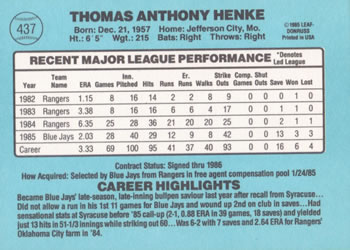 437
THOMAS ANTHONY HENKE
Born: Dec. 21, 1957 Home: Jefferson City, Mo.
Ht.: 6' 5" Wgt.: 215 Bats: Right Throws: Right
© 1985 LEAF-
DONRUSS
Printed in USA
RECENT MAJOR LEAGUE PERFORMANCE *Denotes Led League
Year Team Name ERA Games Inn. Pitched Hits Runs Er. Runs Walks Strike Outs Comp. Games Shut Outs Save Won Lost
1982 Rangers 1.15 8 16 14 2 2 8 9 0 0 0 1 0
1983 Rangers 3.38 8 16 16 6 6 4 17 0 0 1 1 0
1984 Rangers 6.35 25 28 36 21 20 20 25 0 0 2 1 1
1985 Blue Jays 2.03 28 40 29 12 9 8 42 0 0 13 3 3
Career 3.33 69 100 95 41 37 40 93 0 0 16 6 4
Contract Status: Signed thru 1986
How Acquired: Selected by Blue Jays from Rangers in free agent compensation pool 1/24/85
CAREER HIGHLIGHTS
Became Blue Jays' late-season, late-inning bullpen saviour last year after recall from Syracuse...
Did not allow a run in his 1st 11 games for Blue Jays and wound up 2nd on club in saves...Had
sensational stats at Syracuse before '85 call-up (2-1, 0.88 ERA in 39 games, 18 saves) and yielded
just 13 hits in 51-1/3 innings while striking out 60... Was 6-2 with 7 saves and 2.64 ERA for Rangers'
Oklahoma City farm in '84.